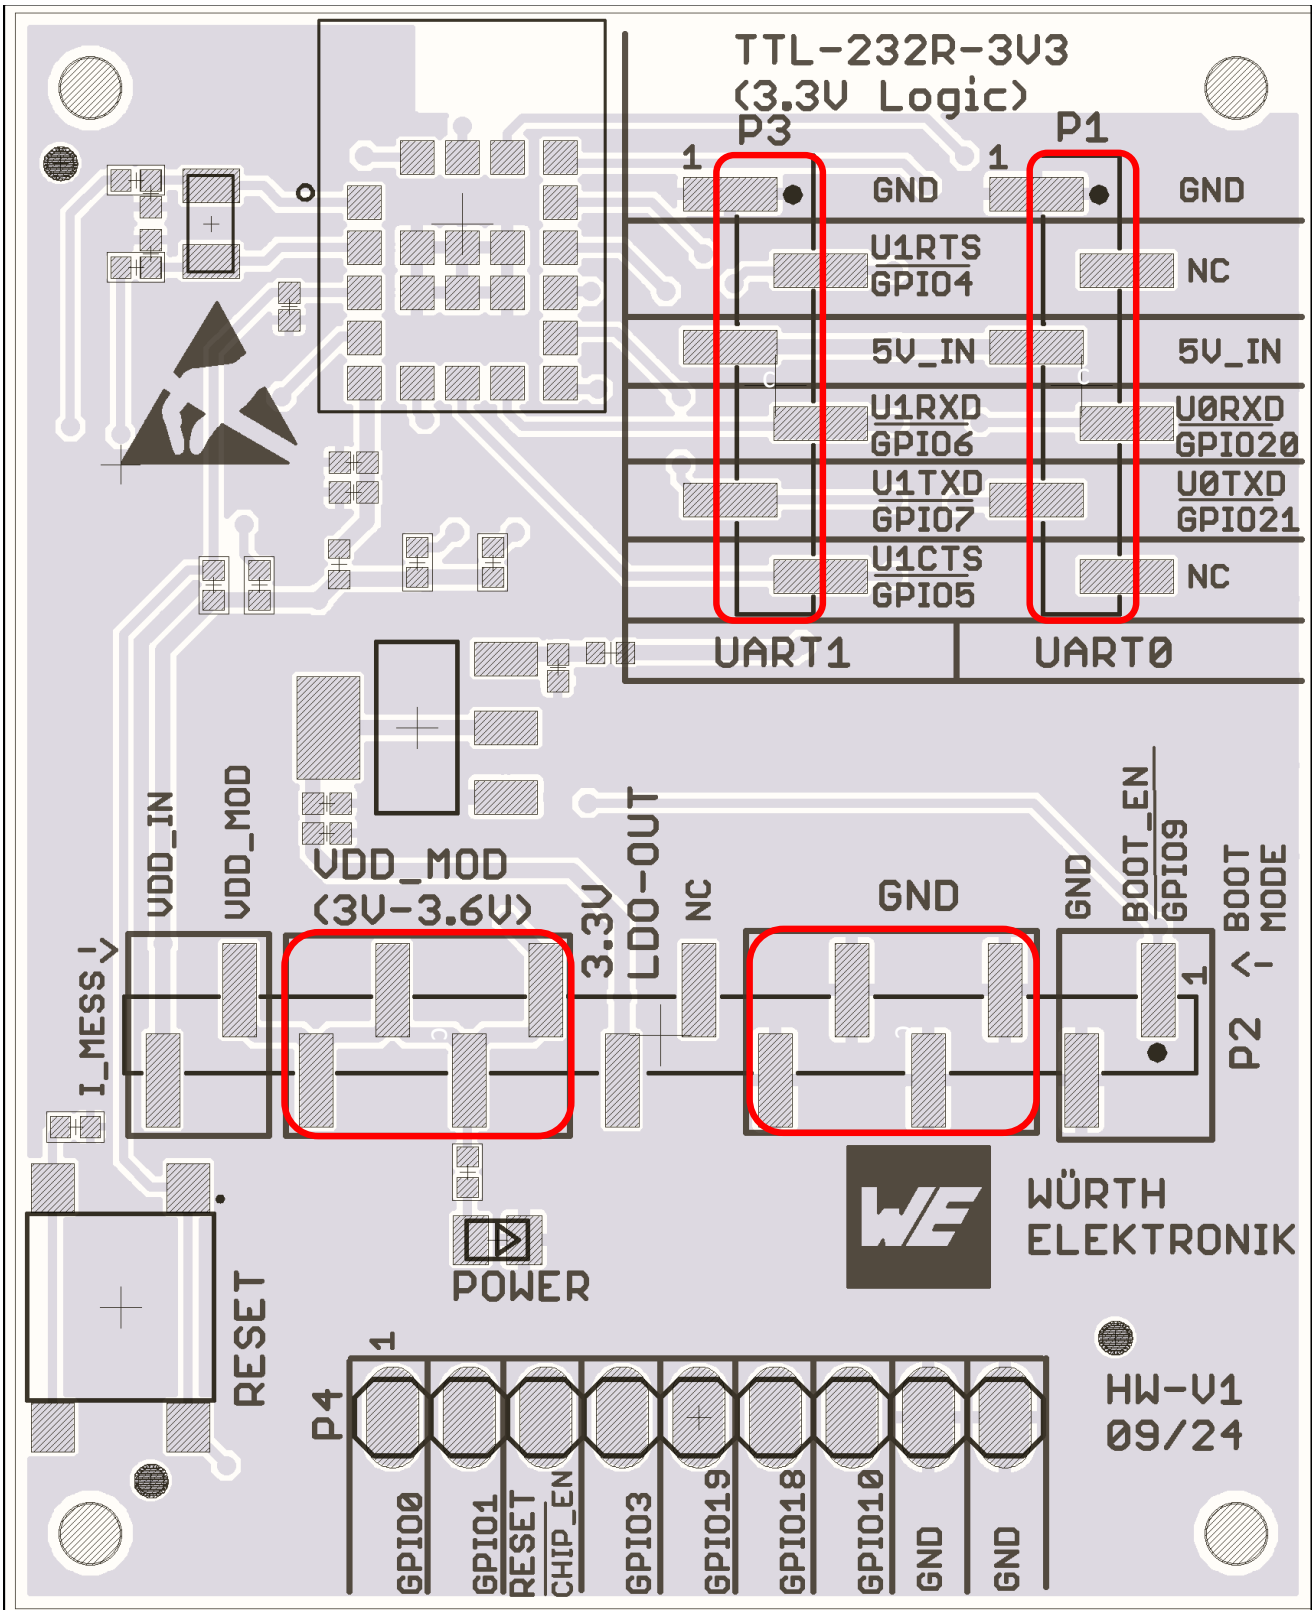 TTL-232R-3V3
(3.3V Logic)
P3
P1
1
GND
1
GND
U1RTS
GPIO4
NC
5V_IN
5V_IN
U1RXD
GPIO6
U0RXD
GPIO20
U1TXD
GPIO7
U0TXD
GPIO21
U1CTS
GPIO5
NC
UART1
UART0
VDD_IN
VDD_MOD
VDD_MOD
(3V-3.6V)
3.3V
LDO-OUT
NC
GND
GND
BOOT_EN
GPIO9
<- BOOT
MODE
I_MESS ->
1
P2
WE
WÜRTH
ELEKTRONIK
POWER
RESET
1
P4
HW-V1
09/24
GPIO0
GPIO1
RESET
CHIP_EN
GPIO3
GPIO19
GPIO18
GPIO10
GND
GND